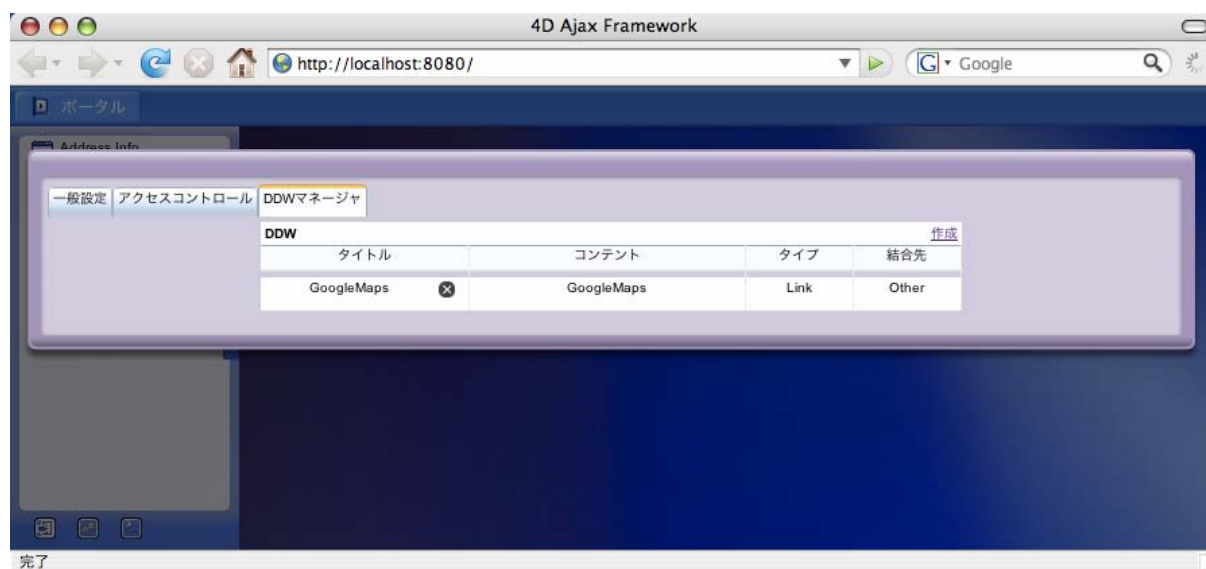 4D Ajax Framework
http://localhost:8080/
G Google
D ポータル
Address Info
一般設定 アクセスコントロール DDWマネージャ
DDW 作成
タイトル コンテント タイプ 結合先
GoogleMaps GoogleMaps Link Other
完了